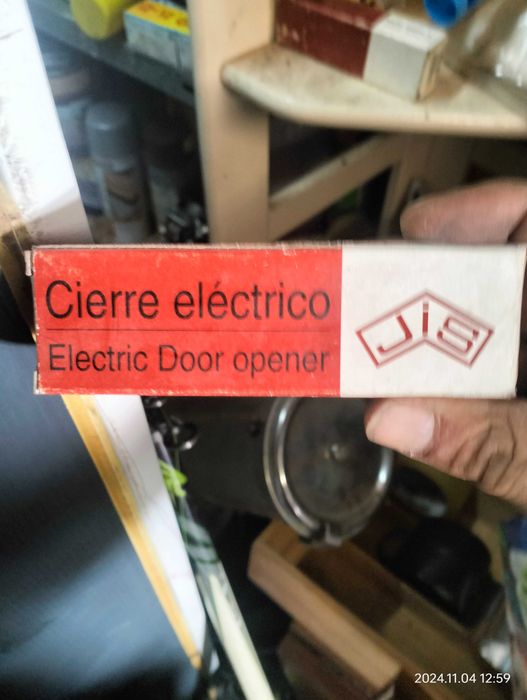 Cierre eléctrico
Electric Door opener
JiS
2024.11.04 12:59